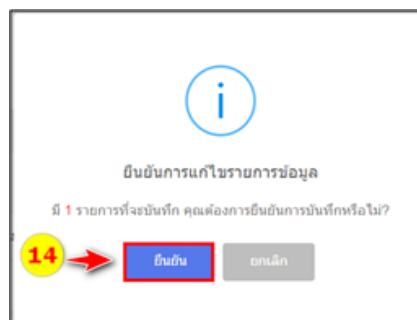 i
ยืนยันการแก้ไขรายการข้อมูล
มี 1 รายการที่จะบันทึก คุณต้องการยืนยันการบันทึกหรือไม่?
14 ยืนยัน ยกเลิก